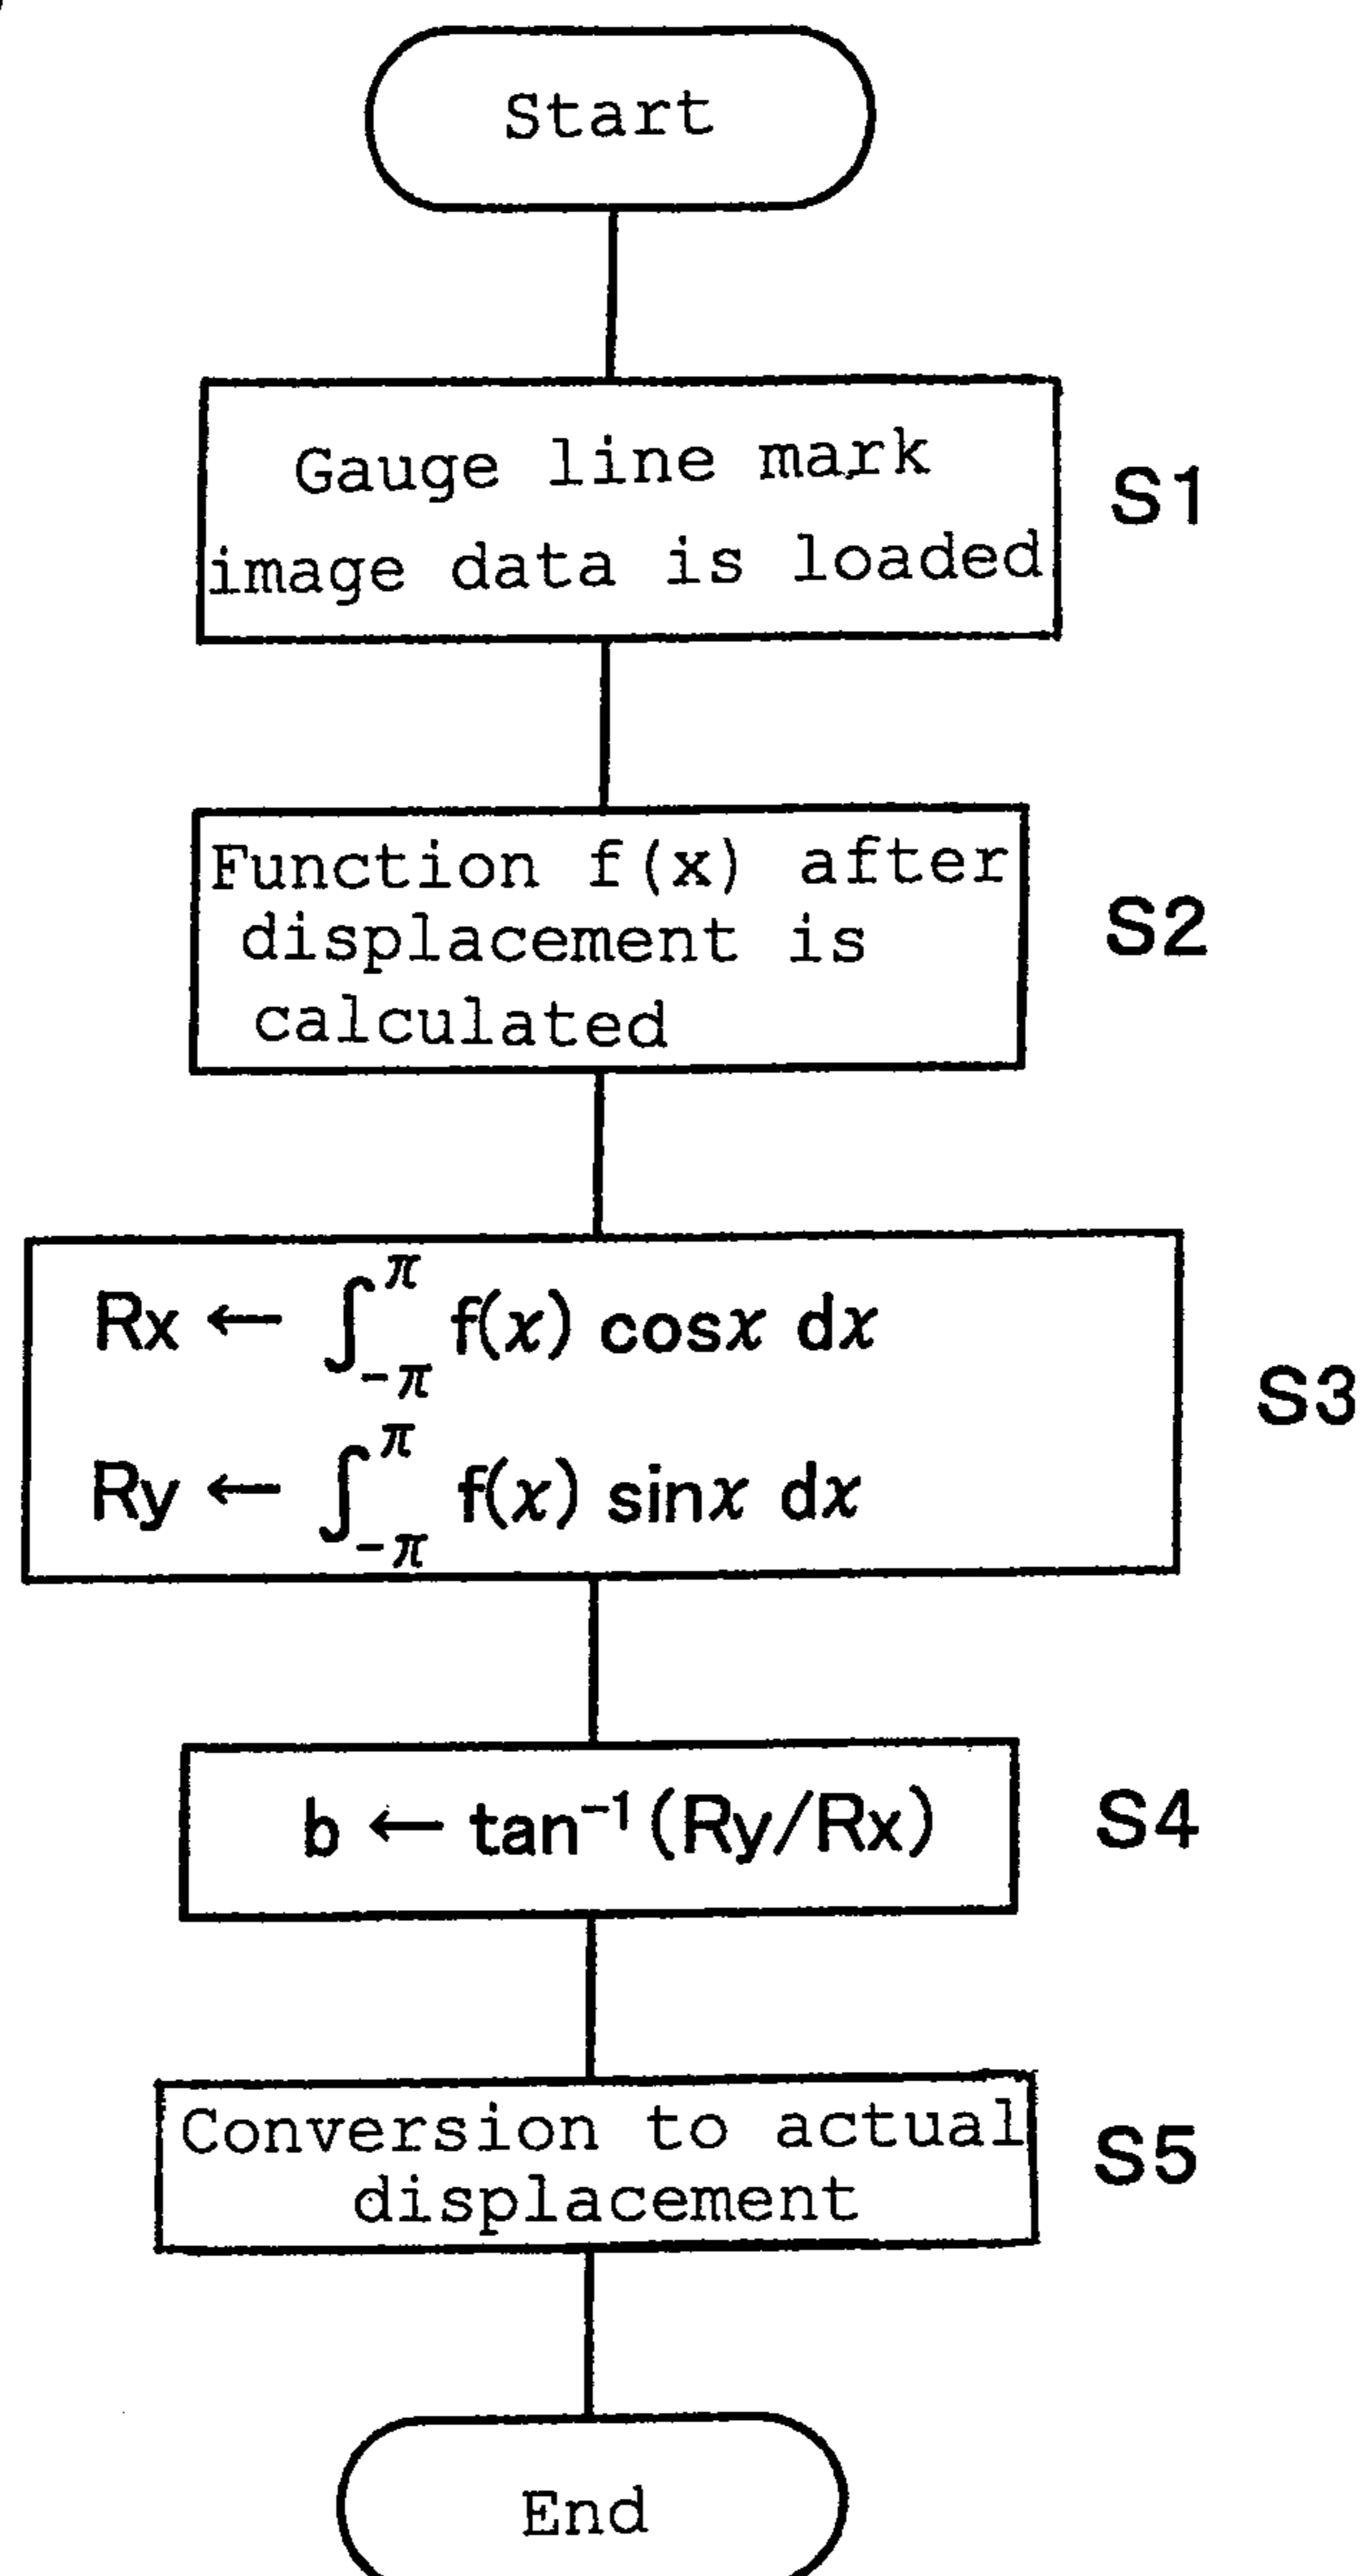 Start
Gauge line mark
image data is loaded
S1
Function f(x) after
displacement is
calculated
S2
Rx ← ∫_{-π}^{π} f(x) cosx dx
Ry ← ∫_{-π}^{π} f(x) sinx dx
S3
b ← tan⁻¹(Ry/Rx)
S4
Conversion to actual
displacement
S5
End